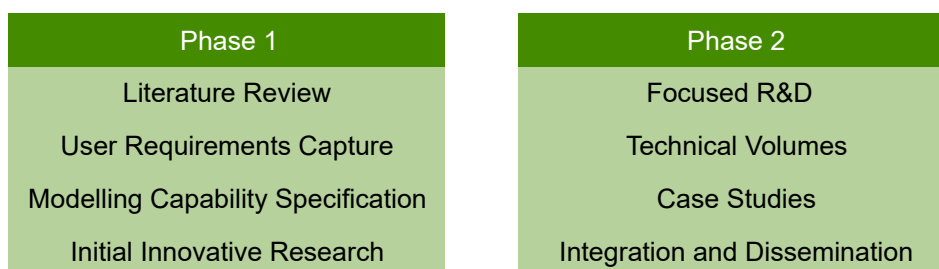 Phase 1
Literature Review
User Requirements Capture
Modelling Capability Specification
Initial Innovative Research
Phase 2
Focused R&D
Technical Volumes
Case Studies
Integration and Dissemination